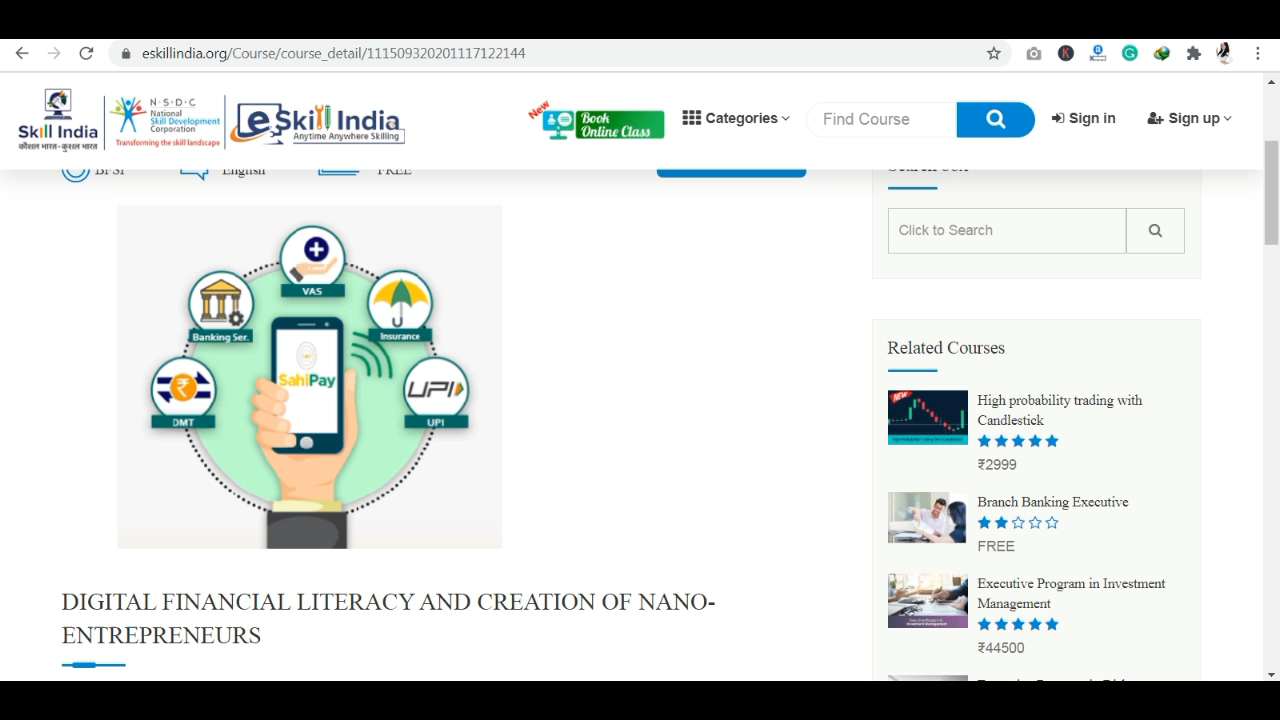 eskillindia.org/Course/course_detail/111509320201117122144
Skill India
कौशल भारत - कुशल भारत
N·S·D·C
National
Skill Development
Corporation
Transforming the skill landscape
eSkill India
Anytime Anywhere Skilling
New
Book
Online Class
Categories
Find Course
Sign in
Sign up
BFSI
English
FREE
VAS
Banking Ser.
Insurance
SahiPay
UPI
DMT
UPI
DIGITAL FINANCIAL LITERACY AND CREATION OF NANO-
ENTREPRENEURS
Click to Search
Related Courses
NEW
High probability trading with
Candlestick
₹2999
Branch Banking Executive
FREE
Executive Program in Investment
Management
₹44500